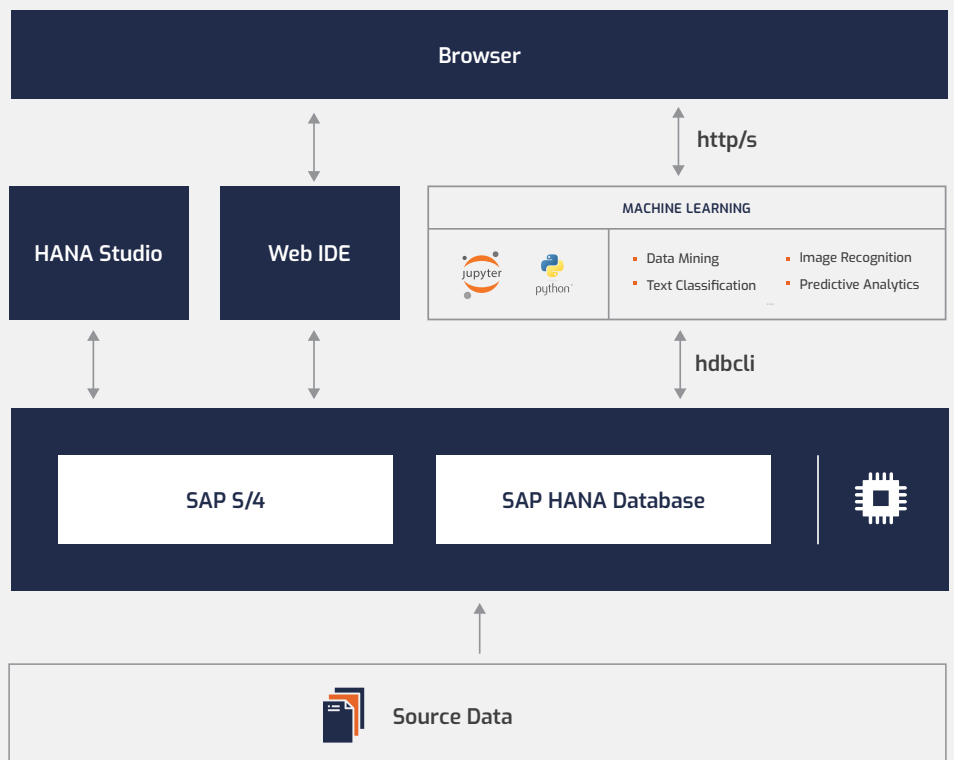 Browser
http/s
HANA Studio
Web IDE
MACHINE LEARNING
jupyter
python
Data Mining
Text Classification
Image Recognition
Predictive Analytics
...
hdbcli
SAP S/4
SAP HANA Database
Source Data